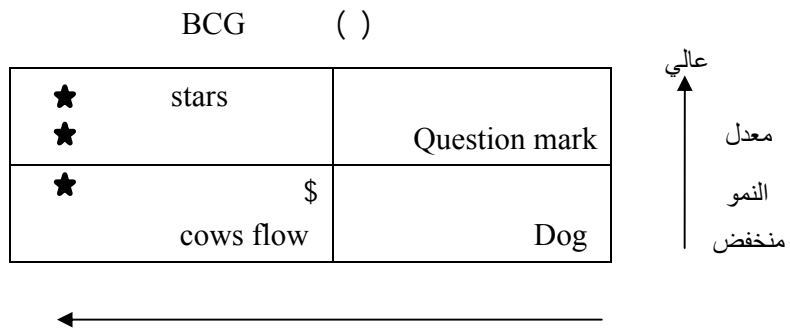 BCG ( )
عالي
stars
Question mark
معدل
$
النمو
cows flow
Dog
منخفض